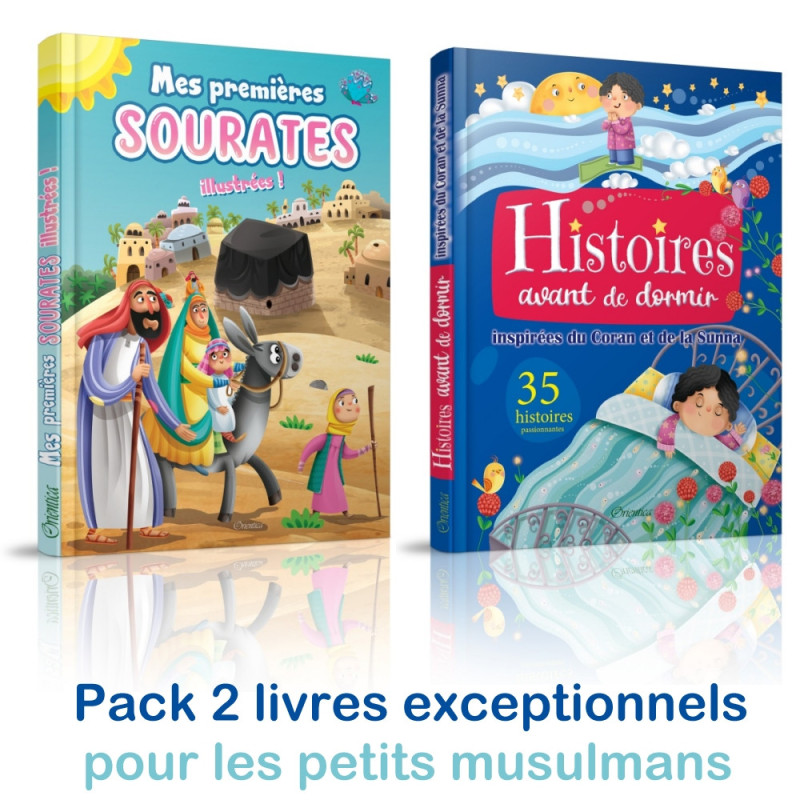 Mes premières
SOURATES
illustrées !
Mes premières SOURATES illustrées !
Orientica
Orientica
inspirées du Coran et de la Sunna
Histoires avant de dormir
Orientica
Histoires
avant de dormir
inspirées du Coran et de la Sunna
35
histoires
passionnantes
Orientica
Pack 2 livres exceptionnels
pour les petits musulmans